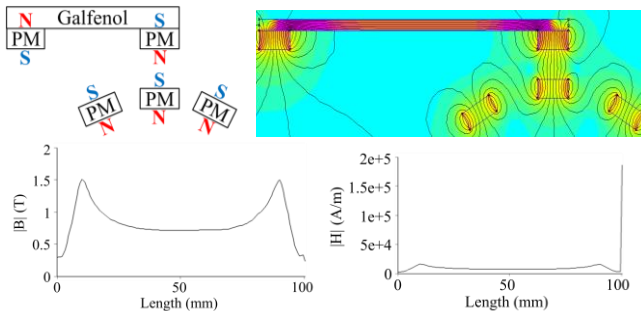 N Galfenol S
PM PM
S N
S
S PM S
PM N PM
N N
2 2e+5
1.5 1.5e+5
1 1e+5
0.5 5e+4
0 0
|B| (T) |H| (A/m)
0 50 100 0 50 100
Length (mm) Length (mm)